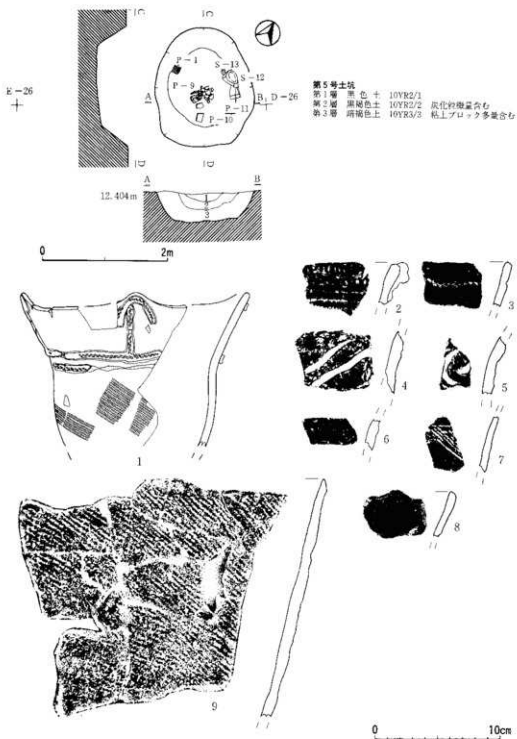 C
C
P-1
S-13
E-26
P-9
S-12
A
P-11
B
D-26
P-10
第5号土坑
第1層 黒色土 10YR2/1
第2層 黒褐色土 10YR2/2 炭化粒微量含む
第3層 暗褐色土 10YR3/3 粘土ブロック多量含む
D
D
A
B
12.404m
1
3
0
2m
2
3
4
5
6
7
1
8
9
0
10cm